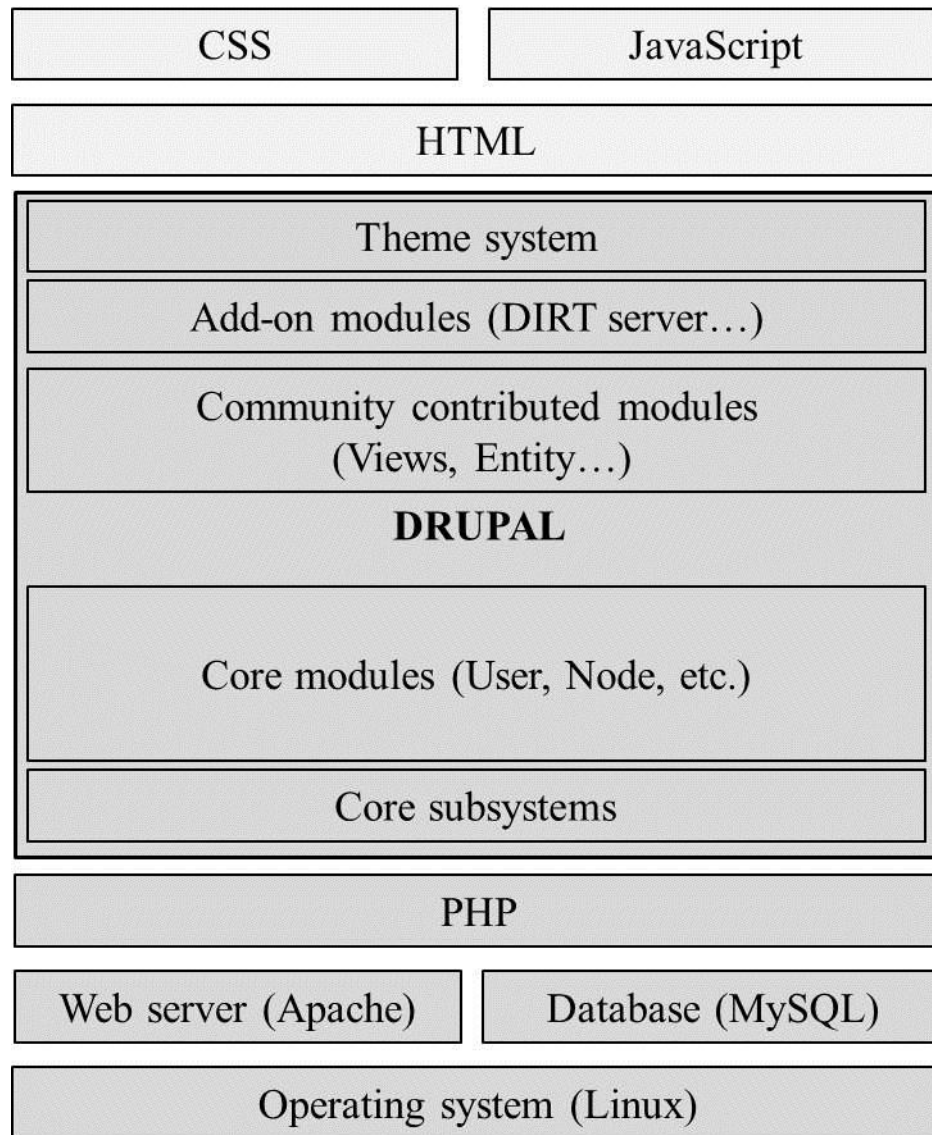 CSS
JavaScript
HTML
Theme system
Add-on modules (DIRT server…)
Community contributed modules
(Views, Entity…)
DRUPAL
Core modules (User, Node, etc.)
Core subsystems
PHP
Web server (Apache)
Database (MySQL)
Operating system (Linux)